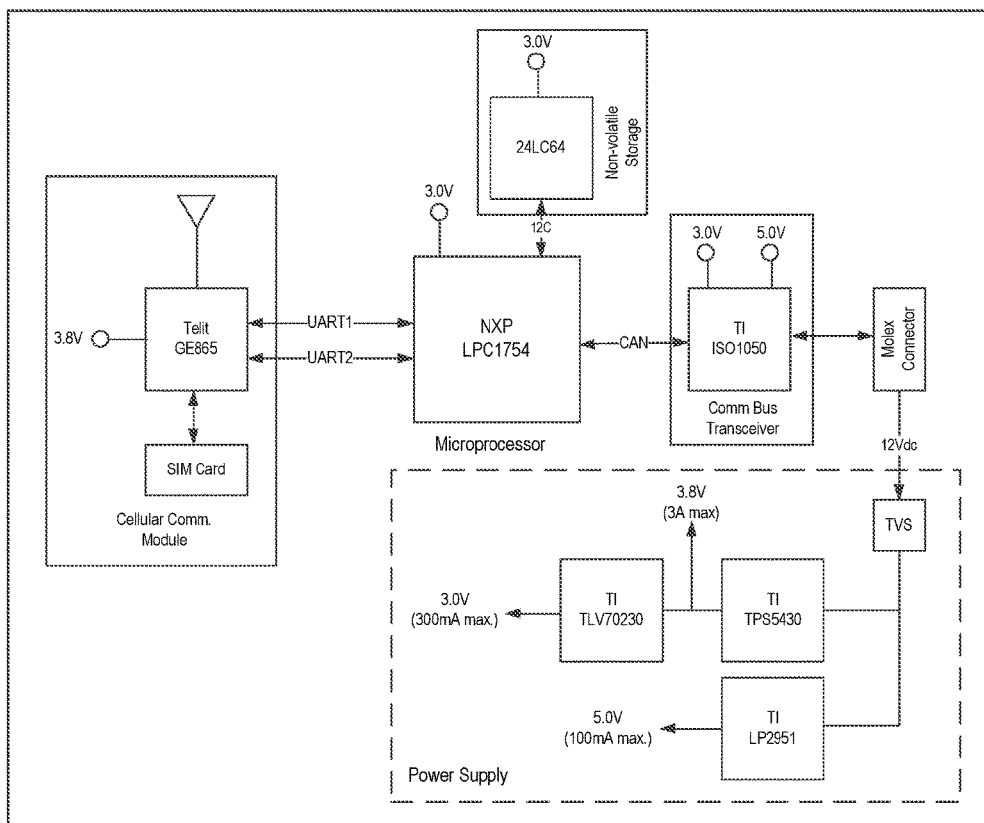 3.0V
24LC64
Non-volatile
Storage
12C
3.0V
3.8V
Telit
GE865
SIM Card
Cellular Comm.
Module
UART1
UART2
NXP
LPC1754
Microprocessor
CAN
3.0V
5.0V
TI
ISO1050
Comm Bus
Transceiver
Molex
Connector
12Vdc
TVS
3.8V
(3A max)
TI
TPS5430
TI
TLV70230
3.0V
(300mA max.)
TI
LP2951
5.0V
(100mA max.)
Power Supply